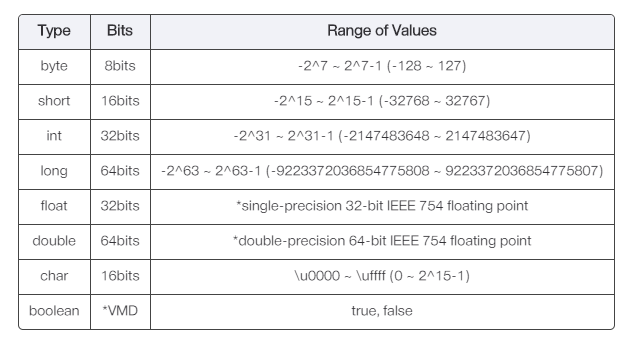 Type Bits Range of Values
byte 8bits -2^7 ~ 2^7-1 (-128 ~ 127)
short 16bits -2^15 ~ 2^15-1 (-32768 ~ 32767)
int 32bits -2^31 ~ 2^31-1 (-2147483648 ~ 2147483647)
long 64bits -2^63 ~ 2^63-1 (-9223372036854775808 ~ 9223372036854775807)
float 32bits *single-precision 32-bit IEEE 754 floating point
double 64bits *double-precision 64-bit IEEE 754 floating point
char 16bits \u0000 ~ \uffff (0 ~ 2^15-1)
boolean *VMD true, false